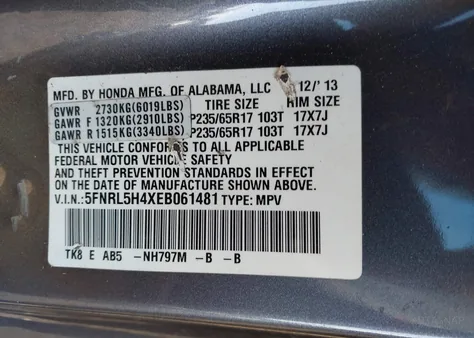 MFD. BY HONDA MFG. OF ALABAMA, LLC 12/'13
GVWR 2730KG(6019LBS) TIRE SIZE RIM SIZE
GAWR F 1320KG(2910LBS) P235/65R17 103T 17X7J
GAWR R 1515KG(3340LBS) P235/65R17 103T 17X7J
THIS VEHICLE CONFORMS TO ALL APPLICABLE
FEDERAL MOTOR VEHICLE SAFETY
AND THEFT PREVENTION STANDARDS IN EFFECT
ON THE DATE OF MANUFACTURE SHOWN ABOVE.
V.I.N.: 5FNRL5H4XEB061481 TYPE: MPV
TK8 E AB5 -NH797M -B -B